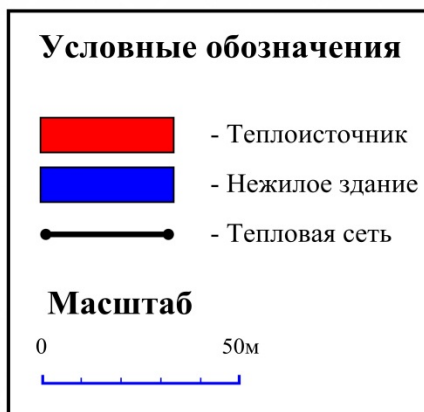 Условные обозначения
- Теплоисточник
- Нежилое здание
- Тепловая сеть
Масштаб
0 50м